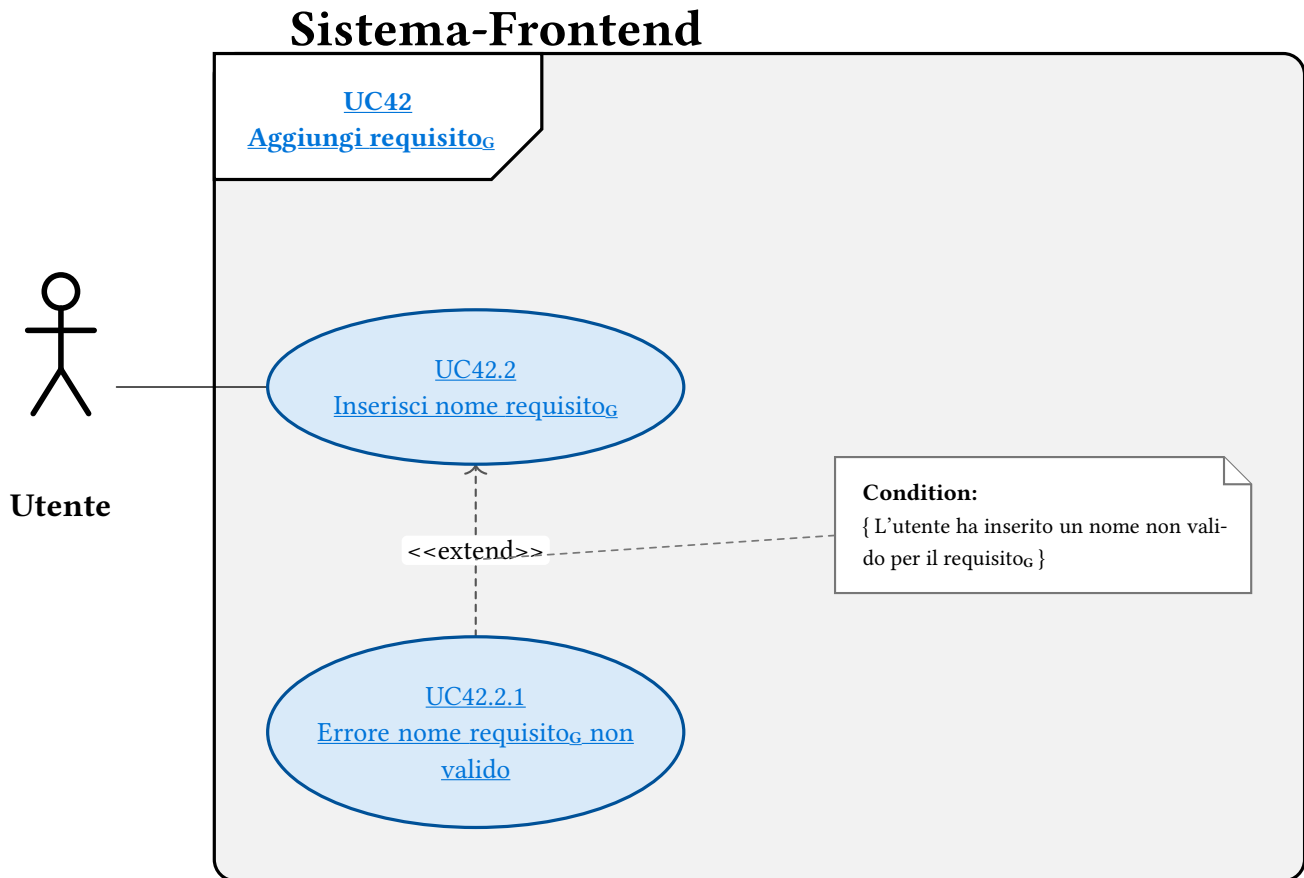 Sistema-Frontend
UC42
Aggiungi requisitoG
UC42.2
Inserisci nome requisitoG
Utente
Condition:
{ L'utente ha inserito un nome non vali-
do per il requisitoG }
<<extend>>
UC42.2.1
Errore nome requisitoG non
valido